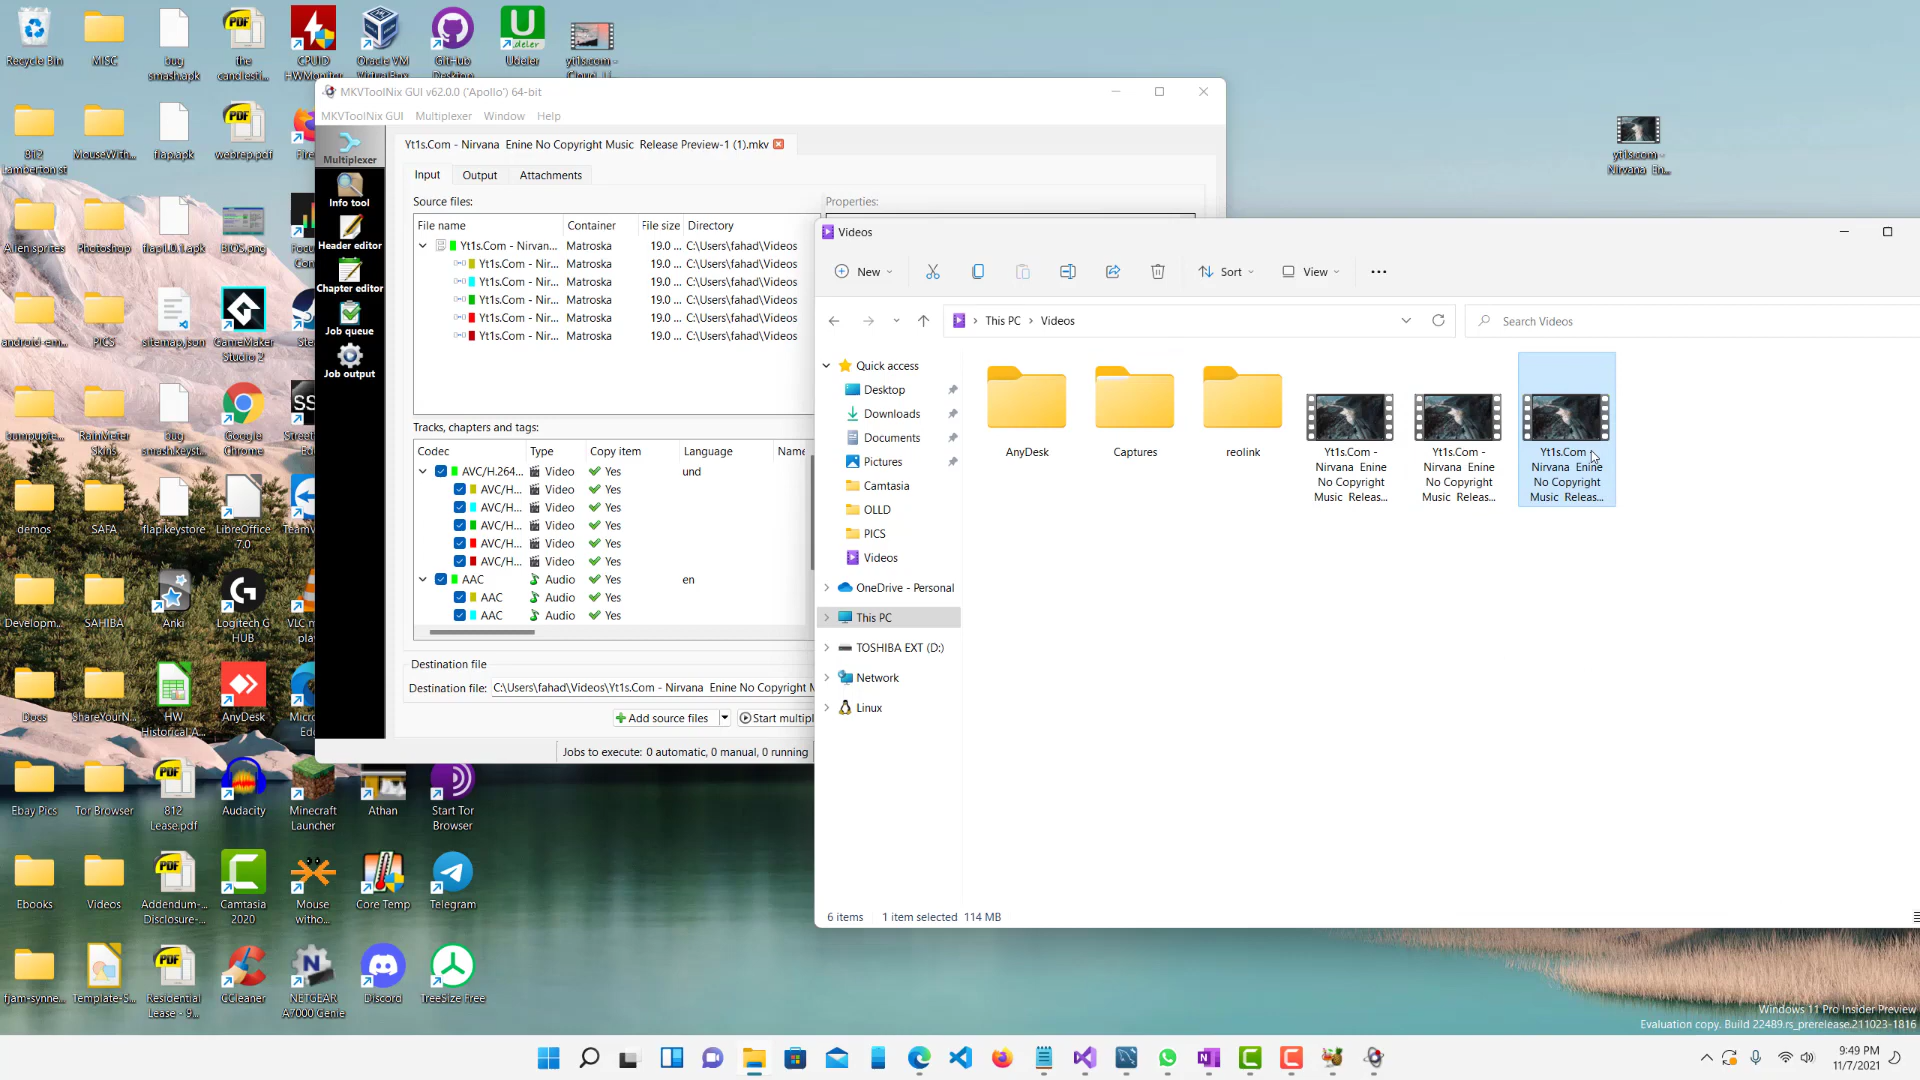 Recycle Bin
MISC
bug
smash.apk
the
candlesti...
CPUID
HWMonitor
Oracle VM
VirtualBox
GitHub
Desktop
Udeler
yt1s.com -
Cloud_Li...
812
Lamberton st
MouseWith...
flap.apk
webrep.pdf
Alien sprites
Photoshop
flap1.0.1.apk
BIOS.png
android-em...
PICS
sitemap.json
GameMaker
Studio 2
bumpuptie...
RainMeter
Skins
bug
smash.keyst...
Google
Chrome
demos
SAFA
flap.keystore
LibreOffice
7.0
Developm...
SAHIBA
Anki
Logitech G
HUB
Docs
ShareYourN...
HW
Historical A...
AnyDesk
Ebay Pics
Tor Browser
812
Lease.pdf
Audacity
Minecraft
Launcher
Athan
Start Tor
Browser
Ebooks
Videos
Addendum-...
Disclosure-...
Camtasia
2020
Mouse
witho...
Core Temp
Telegram
fjam-synne...
Template-S...
Residential
Lease - 9...
CCleaner
NETGEAR
A7000 Genie
Discord
TreeSize Free
yt1s.com -
Nirvana  En...
MKVToolNix GUI v62.0.0 ('Apollo') 64-bit
MKVToolNix GUI Multiplexer Window Help
Multiplexer
Info tool
Header editor
Chapter editor
Job queue
Job output
Yt1s.Com - Nirvana  Enine No Copyright Music  Release Preview-1 (1).mkv
Input Output Attachments
Source files:
Properties:
File name Container File size Directory
Yt1s.Com - Nirvan... Matroska 19.0 ... C:\Users\fahad\Videos
Yt1s.Com - Nir... Matroska 19.0 ... C:\Users\fahad\Videos
Yt1s.Com - Nir... Matroska 19.0 ... C:\Users\fahad\Videos
Yt1s.Com - Nir... Matroska 19.0 ... C:\Users\fahad\Videos
Yt1s.Com - Nir... Matroska 19.0 ... C:\Users\fahad\Videos
Yt1s.Com - Nir... Matroska 19.0 ... C:\Users\fahad\Videos
Tracks, chapters and tags:
Codec Type Copy item Language Name
AVC/H.264... Video Yes und
AVC/H... Video Yes
AVC/H... Video Yes
AVC/H... Video Yes
AVC/H... Video Yes
AVC/H... Video Yes
AAC Audio Yes en
AAC Audio Yes
AAC Audio Yes
Destination file
Destination file: C:\Users\fahad\Videos\Yt1s.Com - Nirvana  Enine No Copyright M
Add source files Start multipl
Jobs to execute: 0 automatic, 0 manual, 0 running
Videos
New Sort View
This PC > Videos
Search Videos
Quick access
Desktop
Downloads
Documents
Pictures
Camtasia
OLLD
PICS
Videos
OneDrive - Personal
This PC
TOSHIBA EXT (D:)
Network
Linux
AnyDesk
Captures
reolink
Yt1s.Com -
Nirvana  Enine
No Copyright
Music  Releas...
Yt1s.Com -
Nirvana  Enine
No Copyright
Music  Releas...
Yt1s.Com -
Nirvana  Enine
No Copyright
Music  Releas...
6 items 1 item selected 114 MB
Windows 11 Pro Insider Preview
Evaluation copy. Build 22489.rs_prerelease.211023-1816
9:49 PM
11/7/2021